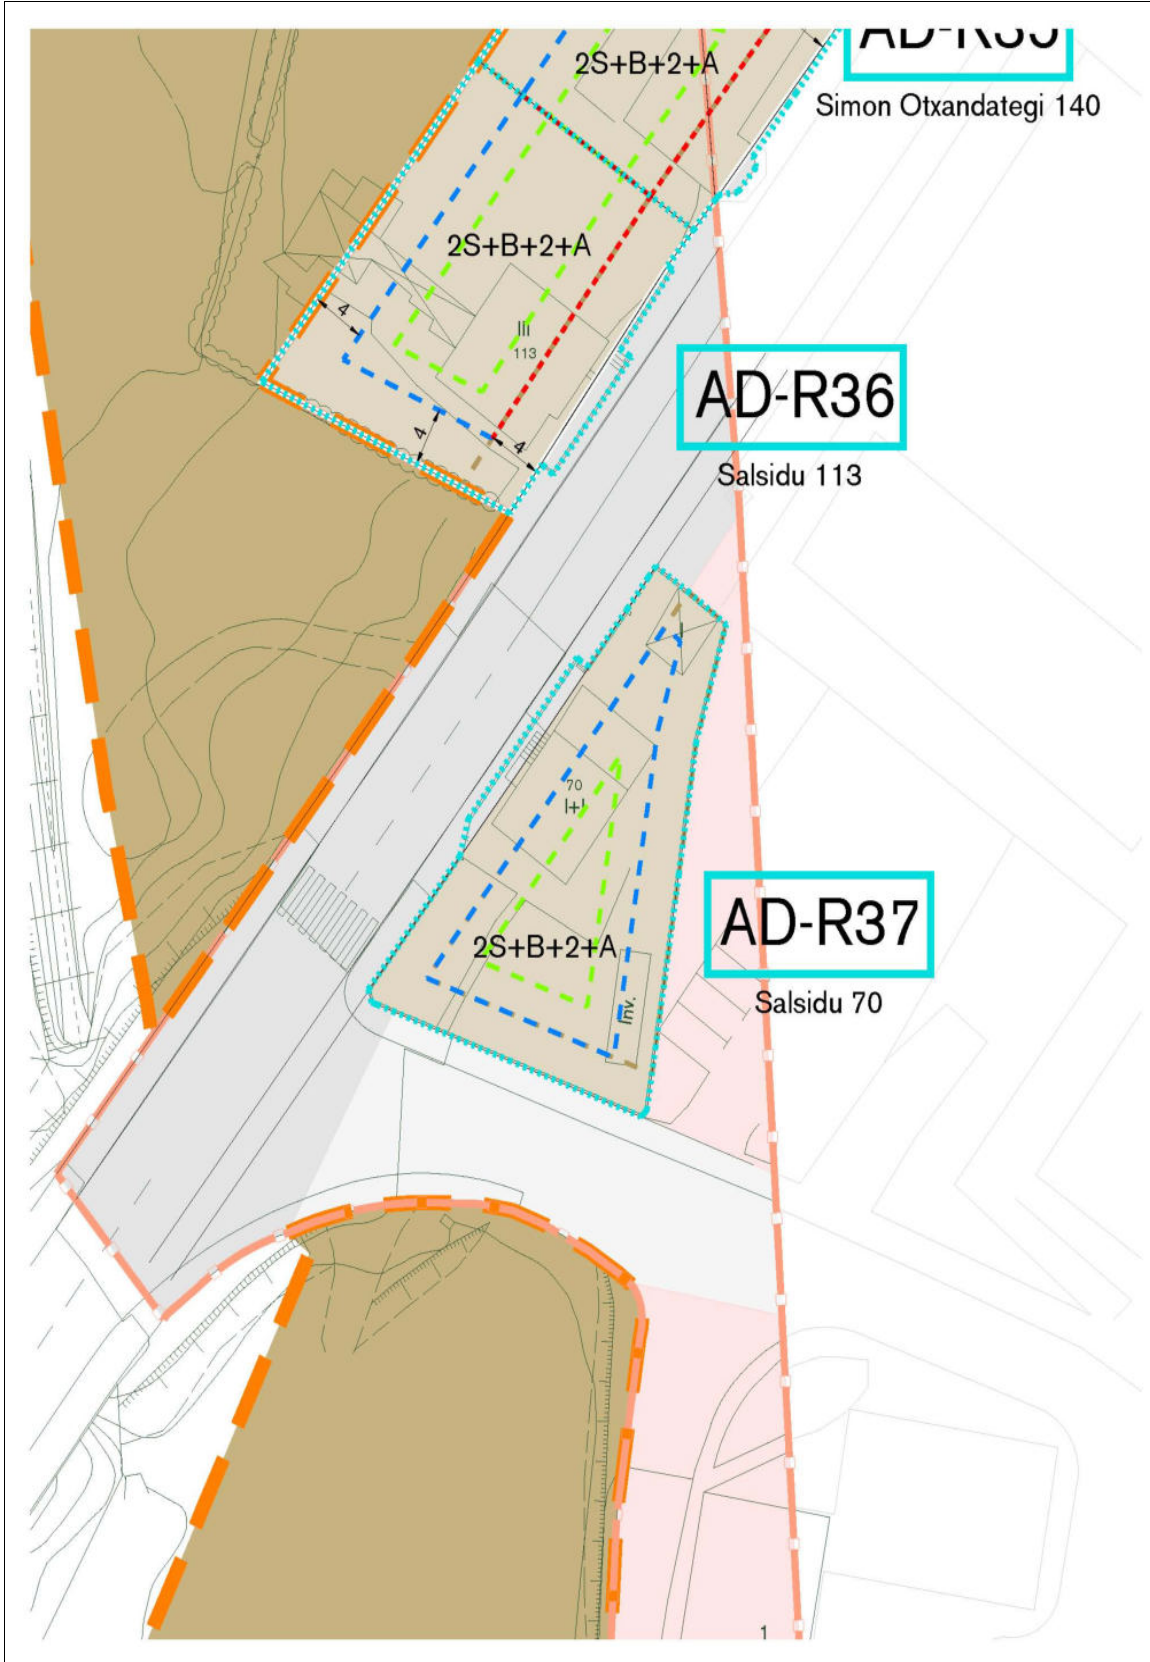 AD-R35
2S+B+2+A
Simon Otxandategi 140
2S+B+2+A
4
III
113
AD-R36
4
4
Salsidu 113
I
70
I+I
AD-R37
2S+B+2+A
Inv.
Salsidu 70
1